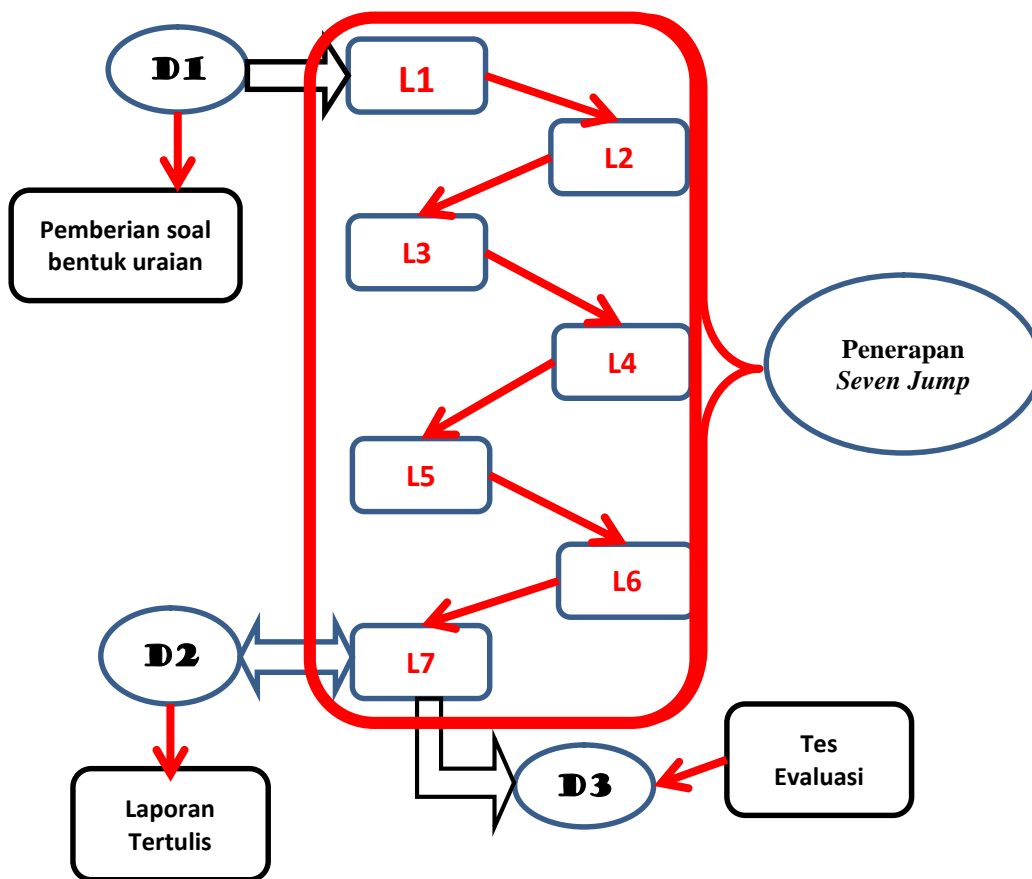 D1
L1
L2
Pemberian soal
bentuk uraian
L3
L4
Penerapan
Seven Jump
L5
L6
D2
L7
Tes
Evaluasi
D3
Laporan
Tertulis